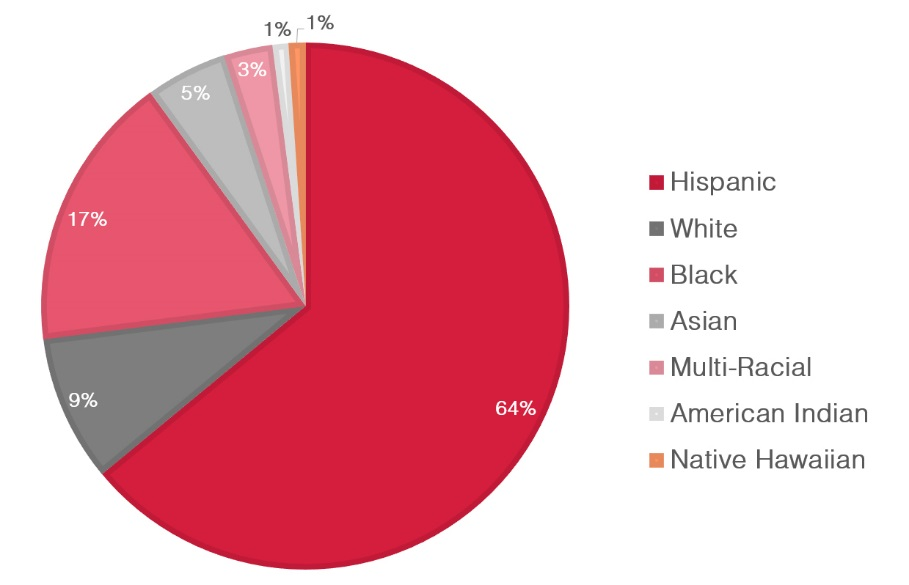 1%
1%
3%
5%
17%
9%
64%
Hispanic
White
Black
Asian
Multi-Racial
American Indian
Native Hawaiian